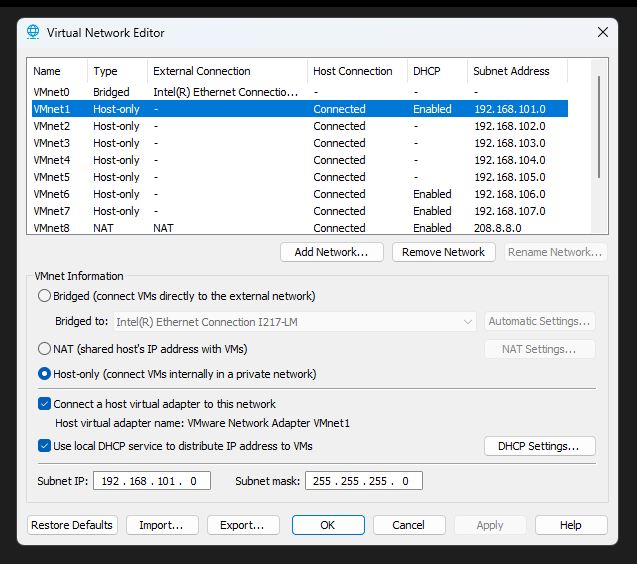 Virtual Network Editor
Name Type External Connection Host Connection DHCP Subnet Address
VMnet0 Bridged Intel(R) Ethernet Connectio... - - -
VMnet1 Host-only - Connected Enabled 192.168.101.0
VMnet2 Host-only - Connected - 192.168.102.0
VMnet3 Host-only - Connected - 192.168.103.0
VMnet4 Host-only - Connected - 192.168.104.0
VMnet5 Host-only - Connected - 192.168.105.0
VMnet6 Host-only - Connected Enabled 192.168.106.0
VMnet7 Host-only - Connected Enabled 192.168.107.0
VMnet8 NAT NAT Connected Enabled 208.8.8.0
Add Network... Remove Network Rename Network...
VMnet Information
Bridged (connect VMs directly to the external network)
Bridged to: Intel(R) Ethernet Connection I217-LM Automatic Settings...
NAT (shared host's IP address with VMs) NAT Settings...
Host-only (connect VMs internally in a private network)
Connect a host virtual adapter to this network
Host virtual adapter name: VMware Network Adapter VMnet1
Use local DHCP service to distribute IP address to VMs DHCP Settings...
Subnet IP: 192 . 168 . 101 . 0 Subnet mask: 255 . 255 . 255 . 0
Restore Defaults Import... Export... OK Cancel Apply Help